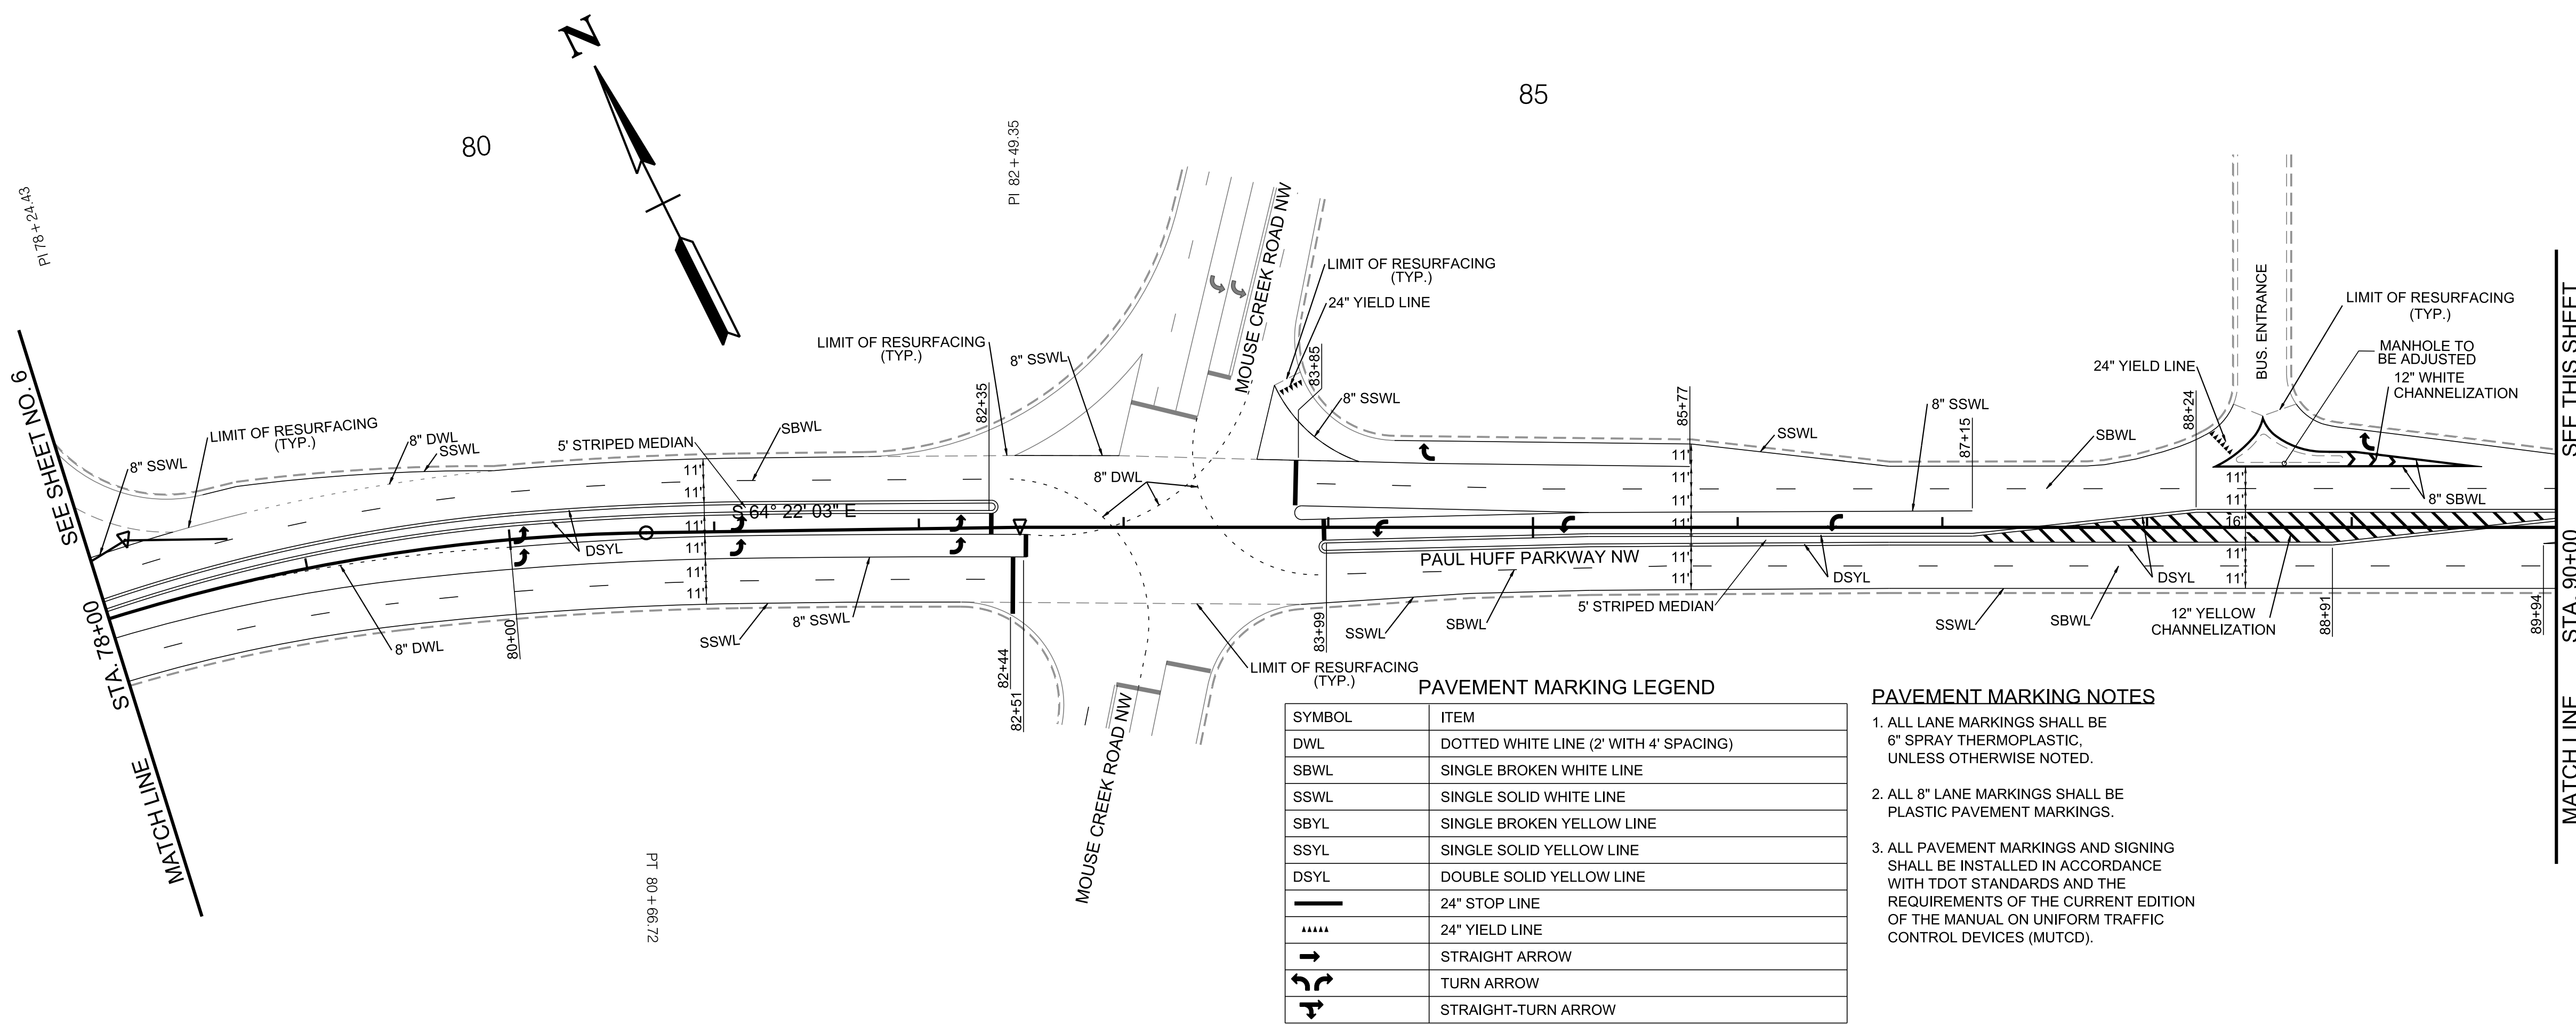 N
80
85
PI 78+24.43
PI 82+49.35
PT 80+66.72
SEE SHEET NO. 6
MATCH LINE STA. 78+00
8" SSWL
LIMIT OF RESURFACING
(TYP.)
8" DWL
SSWL
5' STRIPED MEDIAN
SBWL
LIMIT OF RESURFACING
(TYP.)
8" SSWL
82+35
11'
11'
11'
11'
11'
11'
S 64° 22' 03" E
DSYL
8" DWL
80+00
SSWL
8" SSWL
82+44
82+51
8" DWL
MOUSE CREEK ROAD NW
MOUSE CREEK ROAD NW
LIMIT OF RESURFACING
(TYP.)
24" YIELD LINE
83+85
8" SSWL
83+99
LIMIT OF RESURFACING
(TYP.)
85+77
11'
11'
11'
11'
11'
11'
SSWL
8" SSWL
87+15
PAUL HUFF PARKWAY NW
DSYL
5' STRIPED MEDIAN
SSWL
SBWL
SBWL
24" YIELD LINE
88+24
BUS. ENTRANCE
LIMIT OF RESURFACING
(TYP.)
MANHOLE TO
BE ADJUSTED
12" WHITE
CHANNELIZATION
8" SBWL
11'
11'
16'
11'
11'
DSYL
SSWL
SBWL
12" YELLOW
CHANNELIZATION
88+91
89+94
SEE THIS SHEET
MATCH LINE STA. 90+00
PAVEMENT MARKING LEGEND
SYMBOL ITEM
DWL DOTTED WHITE LINE (2' WITH 4' SPACING)
SBWL SINGLE BROKEN WHITE LINE
SSWL SINGLE SOLID WHITE LINE
SBYL SINGLE BROKEN YELLOW LINE
SSYL SINGLE SOLID YELLOW LINE
DSYL DOUBLE SOLID YELLOW LINE
24" STOP LINE
24" YIELD LINE
STRAIGHT ARROW
TURN ARROW
STRAIGHT-TURN ARROW
PAVEMENT MARKING NOTES
1. ALL LANE MARKINGS SHALL BE
6" SPRAY THERMOPLASTIC,
UNLESS OTHERWISE NOTED.
2. ALL 8" LANE MARKINGS SHALL BE
PLASTIC PAVEMENT MARKINGS.
3. ALL PAVEMENT MARKINGS AND SIGNING
SHALL BE INSTALLED IN ACCORDANCE
WITH TDOT STANDARDS AND THE
REQUIREMENTS OF THE CURRENT EDITION
OF THE MANUAL ON UNIFORM TRAFFIC
CONTROL DEVICES (MUTCD).